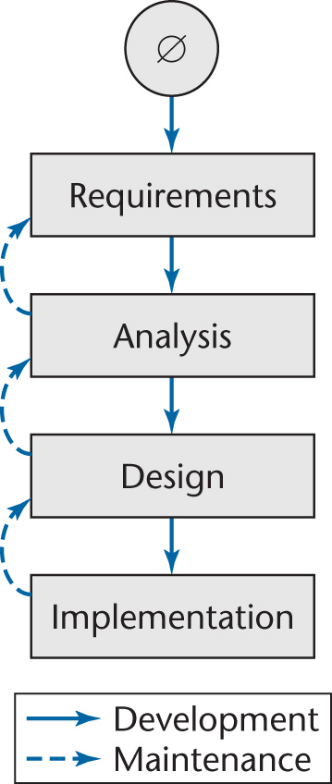 ∅
Requirements
Analysis
Design
Implementation
Development
Maintenance